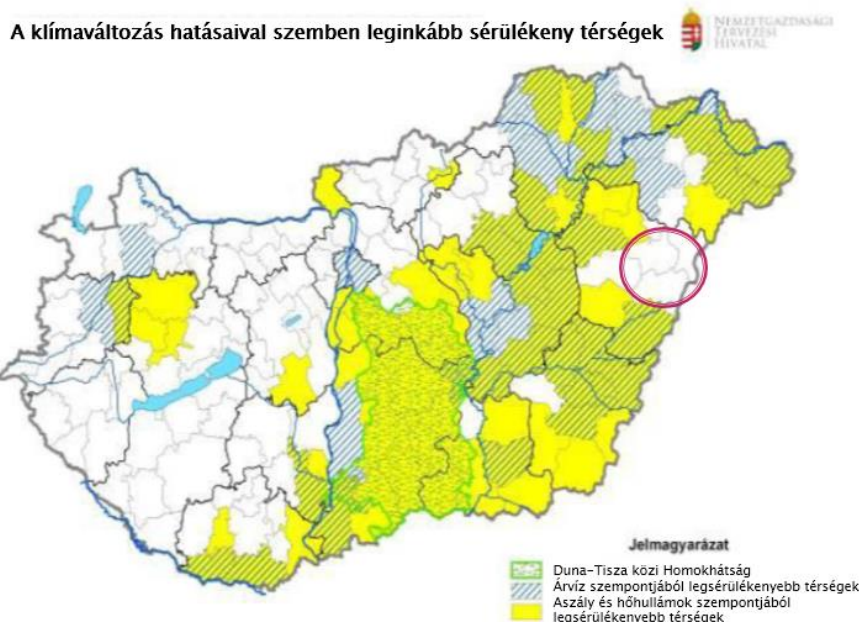 A klímaváltozás hatásaival szemben leginkább sérülékeny térségek
NEMZETGAZDASÁGI
TERVEZÉSI
HIVATAL
Jelmagyarázat
Duna-Tisza közi Homokhátság
Árvíz szempontjából legsérülékenyebb térségek
Aszály és hőhullámok szempontjából
legsérülékenyebb térségek